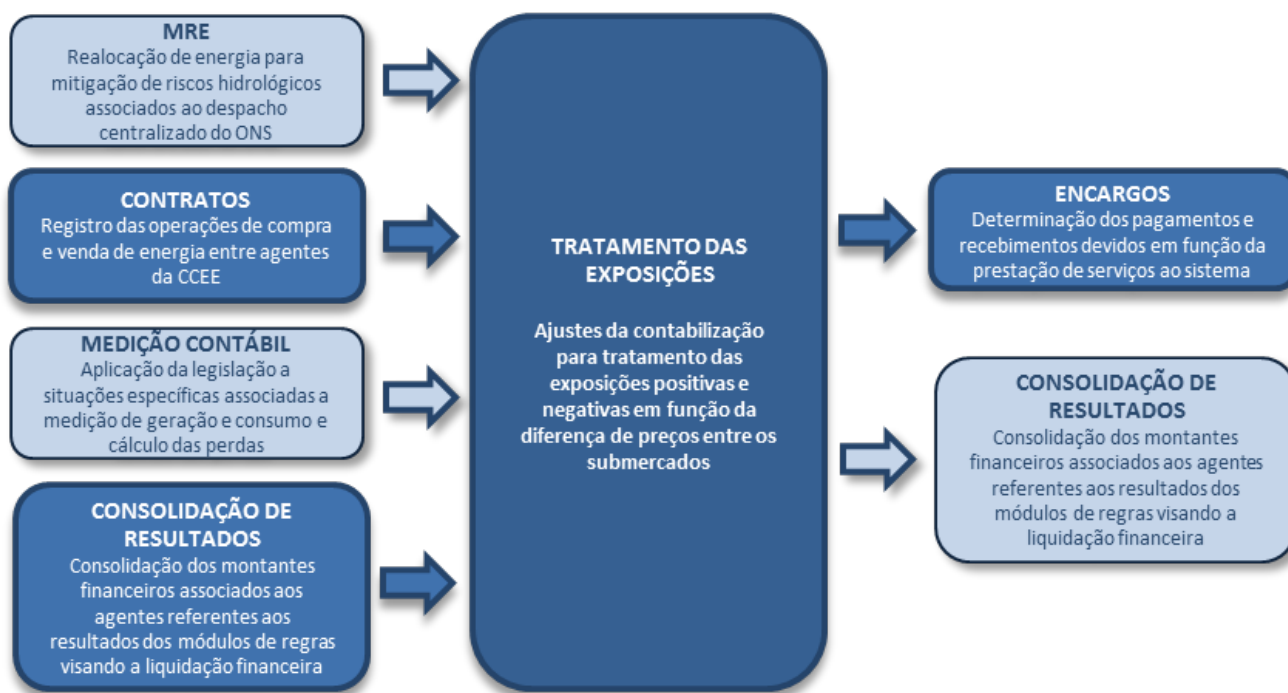 MRE
Realocação de energia para
mitigação de riscos hidrológicos
associados ao despacho
centralizado do ONS
CONTRATOS
Registro das operações de compra
e venda de energia entre agentes
da CCEE
MEDIÇÃO CONTÁBIL
Aplicação da legislação a
situações específicas associadas a
medição de geração e consumo e
cálculo das perdas
CONSOLIDAÇÃO DE
RESULTADOS
Consolidação dos montantes
financeiros associados aos
agentes referentes aos
resultados dos módulos de regras
visando a liquidação financeira
TRATAMENTO DAS
EXPOSIÇÕES
Ajustes da contabilização
para tratamento das
exposições positivas e
negativas em função da
diferença de preços entre os
submercados
ENCARGOS
Determinação dos pagamentos e
recebimentos devidos em função da
prestação de serviços ao sistema
CONSOLIDAÇÃO DE
RESULTADOS
Consolidação dos montantes
financeiros associados aos agentes
referentes aos resultados dos
módulos de regras visando a
liquidação financeira